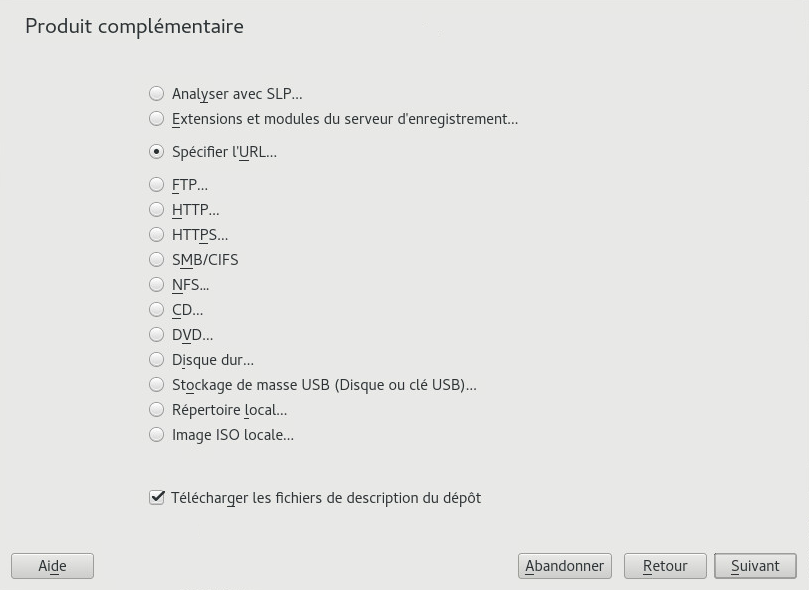 Produit complémentaire
Analyser avec SLP...
Extensions et modules du serveur d'enregistrement...
Spécifier l'URL...
FTP...
HTTP...
HTTPS...
SMB/CIFS
NFS...
CD...
DVD...
Disque dur...
Stockage de masse USB (Disque ou clé USB)...
Répertoire local...
Image ISO locale...
Télécharger les fichiers de description du dépôt
Aide Abandonner Retour Suivant